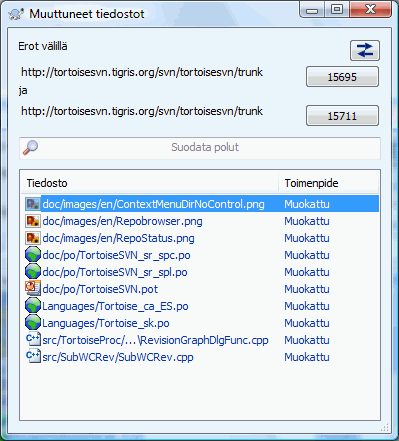 Muuttuneet tiedostot
Erot välillä
http://tortoisesvn.tigris.org/svn/tortoisesvn/trunk 15695
ja
http://tortoisesvn.tigris.org/svn/tortoisesvn/trunk 15711
Suodata polut
Tiedosto Toimenpide
doc/images/en/ContextMenuDirNoControl.png Muokattu
doc/images/en/Repobrowser.png Muokattu
doc/images/en/RepoStatus.png Muokattu
doc/po/TortoiseSVN_sr_spc.po Muokattu
doc/po/TortoiseSVN_sr_spl.po Muokattu
doc/po/TortoiseSVN.pot Muokattu
Languages/Tortoise_ca_ES.po Muokattu
Languages/Tortoise_sk.po Muokattu
src/TortoiseProc/...\RevisionGraphDlgFunc.cpp Muokattu
src/SubWCRev/SubWCRev.cpp Muokattu